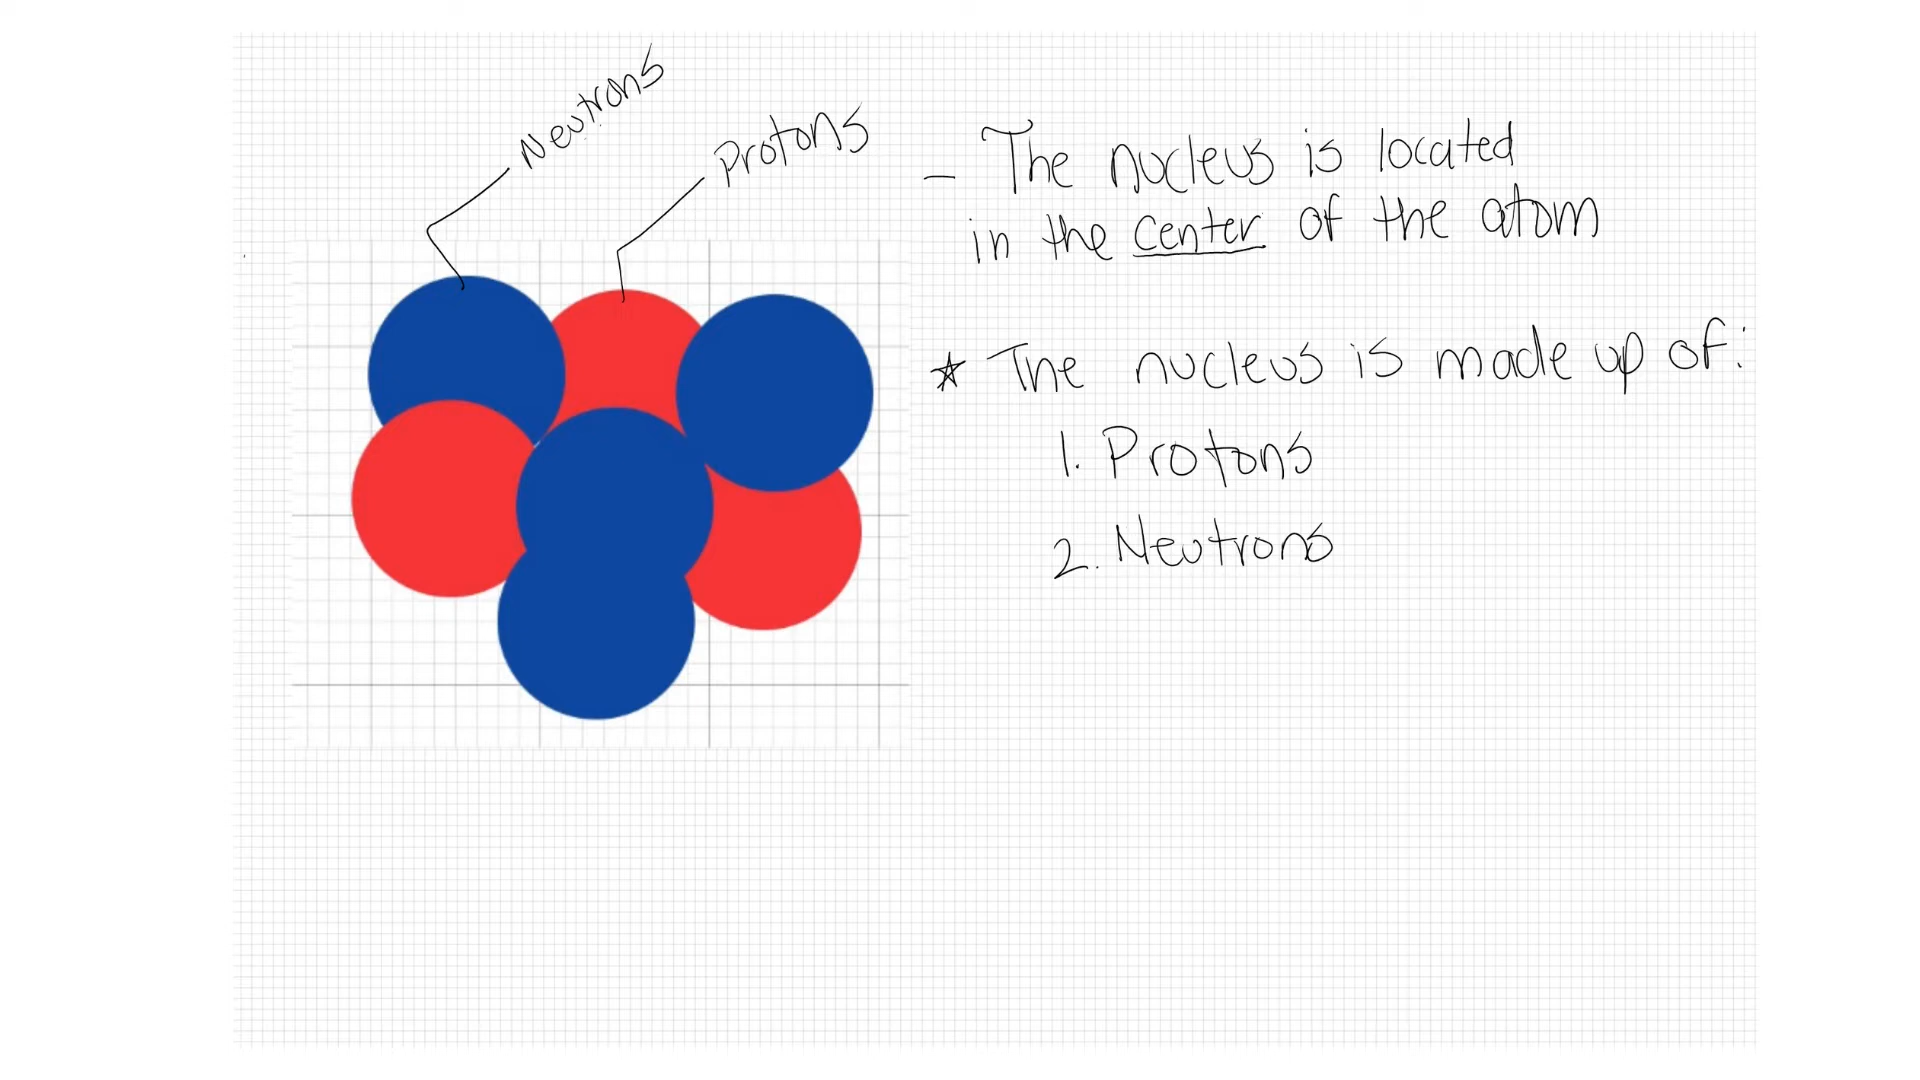 Neutrons
Protons
- The nucleus is located
in the center of the atom
☆ The nucleus is made up of:
1. Protons
2. Neutrons